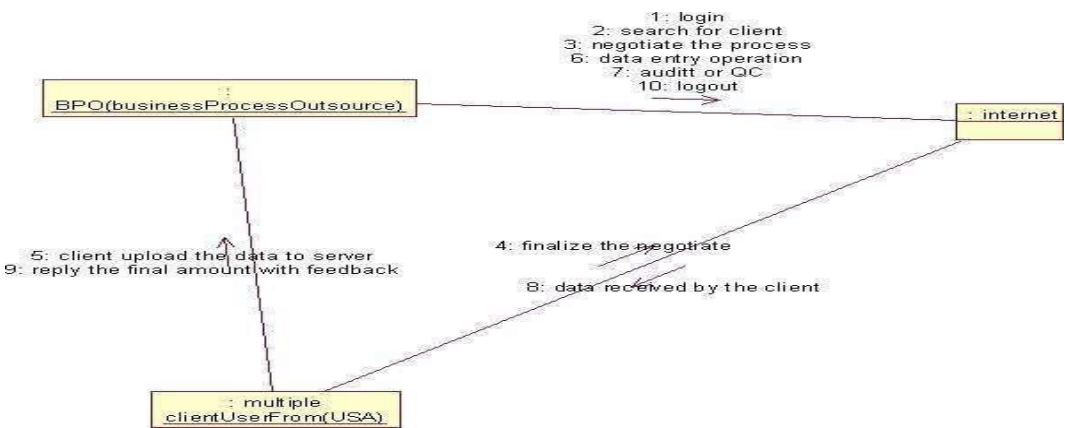 1: login
2: search for client
3: negotiate the process
6: data entry operation
7: auditt or QC
10: logout
:
BPO(businessProcessOutsource)
: internet
4: finalize the negotiate
5: client upload the data to server
9: reply the final amount with feedback
8: data received by the client
: multiple
clientUserFrom(USA)